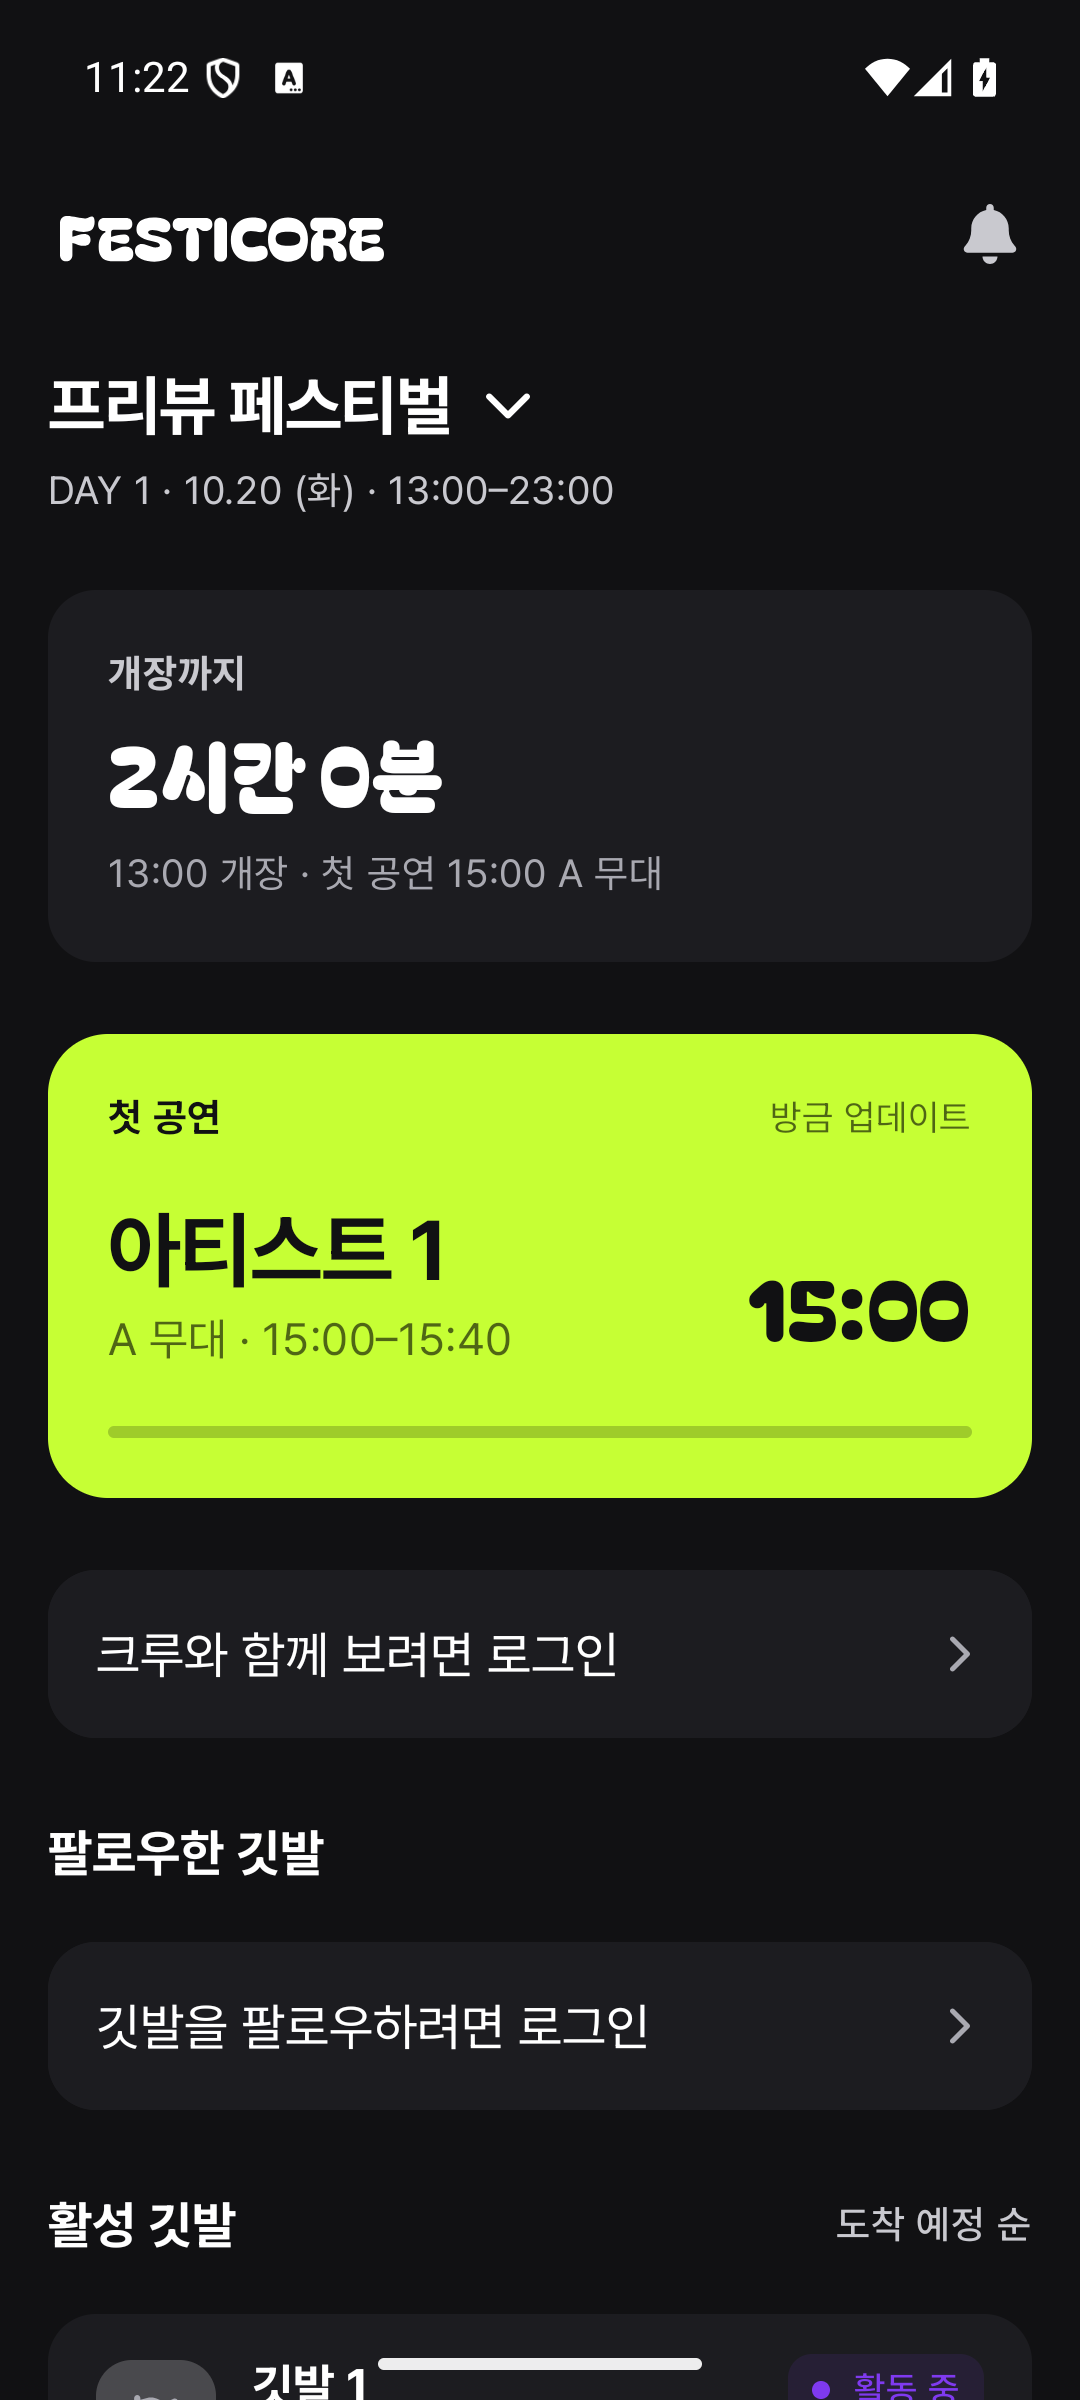 11:22
FESTICORE
프리뷰 페스티벌
DAY 1 · 10.20 (화) · 13:00–23:00
개장까지
2시간 0분
13:00 개장 · 첫 공연 15:00 A 무대
첫 공연
방금 업데이트
아티스트 1
A 무대 · 15:00–15:40
15:00
크루와 함께 보려면 로그인
팔로우한 깃발
깃발을 팔로우하려면 로그인
활성 깃발
도착 예정 순
깃발 1
활동 중